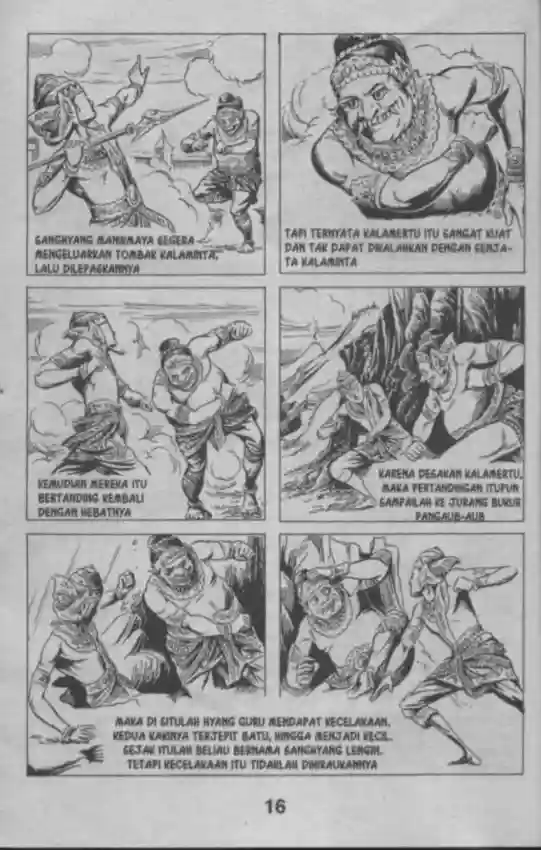 SANGHYANG MANIKMAYA SEGERA
MENGELUARKAN TOMBAK KALAMINTA,
LALU DILEPASKANNYA
TAPI TERNYATA KALAMERTU ITU SANGAT KUAT
DAN TAK DAPAT DIKALAHKAN DENGAN SENJA-
TA KALAMINTA
KEMUDIAN MEREKA ITU
BERTANDING KEMBALI
DENGAN HEBATNYA
KARENA DESAKAN KALAMERTU,
MAKA PERTANDINGAN ITUPUN
SAMPAILAH KE JURANG BUKUR
PANGAUB-AUB
MAKA DI SITULAH HYANG GURU MENDAPAT KECELAKAAN.
KEDUA KAKINYA TERJEPIT BATU, HINGGA MENJADI KECIL.
SEJAK ITULAH BELIAU BERNAMA SANGHYANG LENGIN.
TETAPI KECELAKAAN ITU TIDAKLAH DIHIRAUKANNYA
16